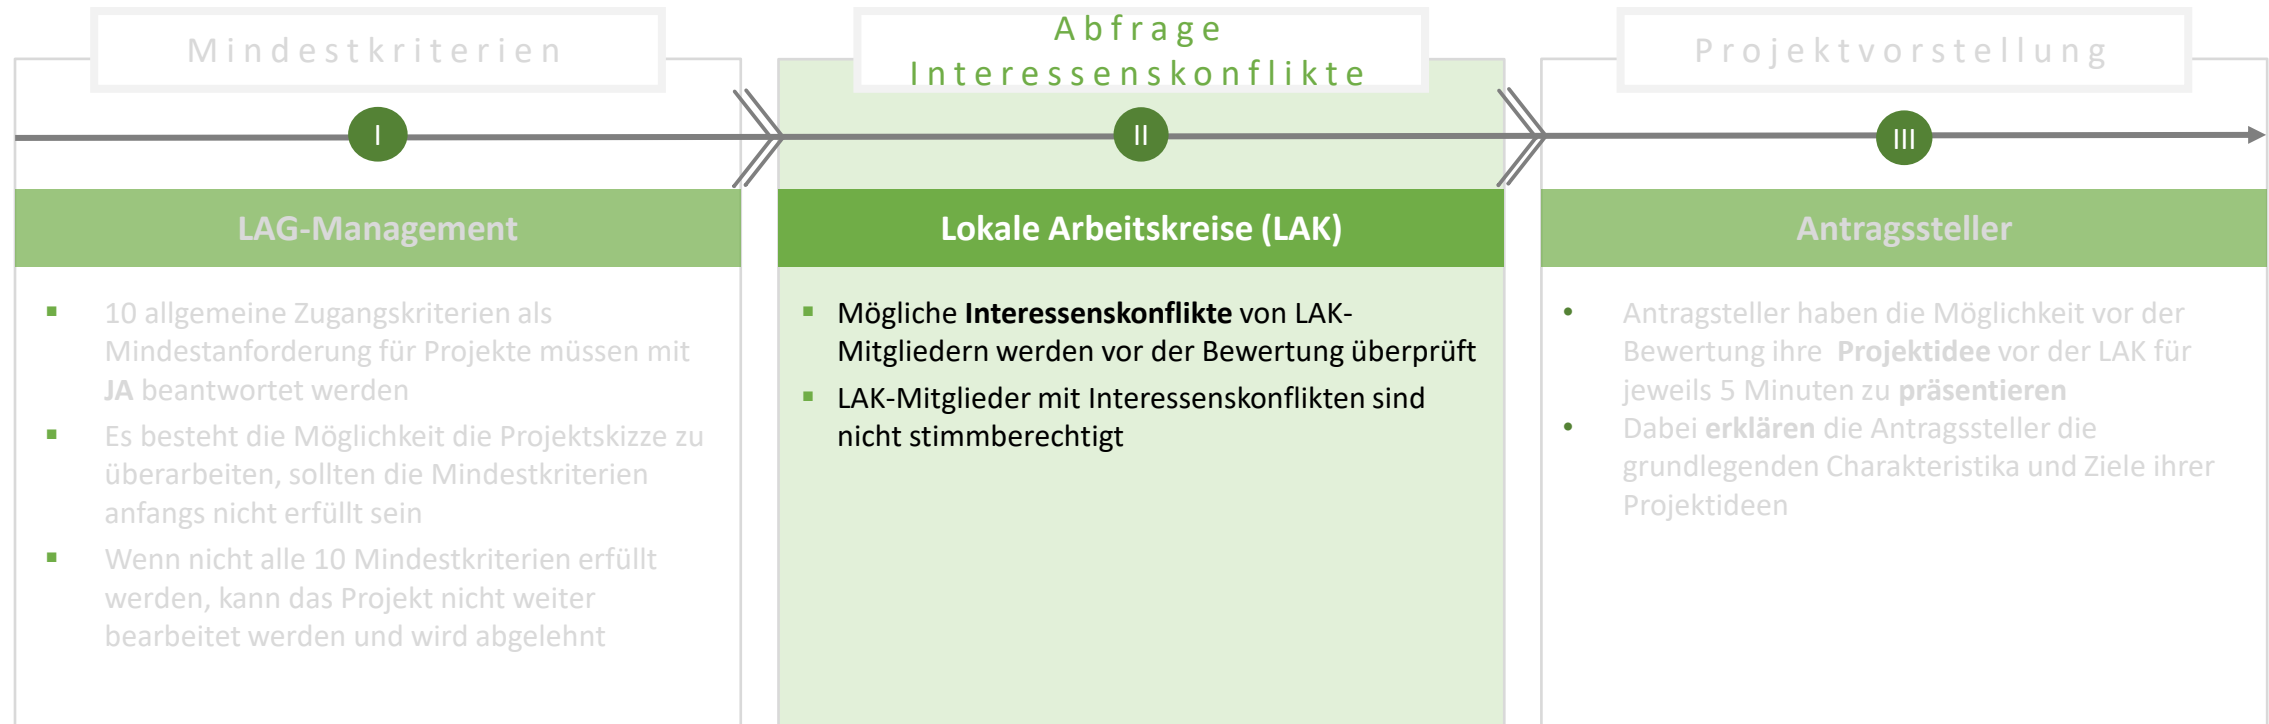 Mindestkriterien
I
LAG-Management
▪ 10 allgemeine Zugangskriterien als
Mindestanforderung für Projekte müssen mit
JA beantwortet werden
▪ Es besteht die Möglichkeit die Projektskizze zu
überarbeiten, sollten die Mindestkriterien
anfangs nicht erfüllt sein
▪ Wenn nicht alle 10 Mindestkriterien erfüllt
werden, kann das Projekt nicht weiter
bearbeitet werden und wird abgelehnt
Abfrage
Interessenskonflikte
II
Lokale Arbeitskreise (LAK)
▪ Mögliche Interessenskonflikte von LAK-
Mitgliedern werden vor der Bewertung überprüft
▪ LAK-Mitglieder mit Interessenskonflikten sind
nicht stimmberechtigt
Projektvorstellung
III
Antragssteller
• Antragsteller haben die Möglichkeit vor der
Bewertung ihre Projektidee vor der LAK für
jeweils 5 Minuten zu präsentieren
• Dabei erklären die Antragssteller die
grundlegenden Charakteristika und Ziele ihrer
Projektideen